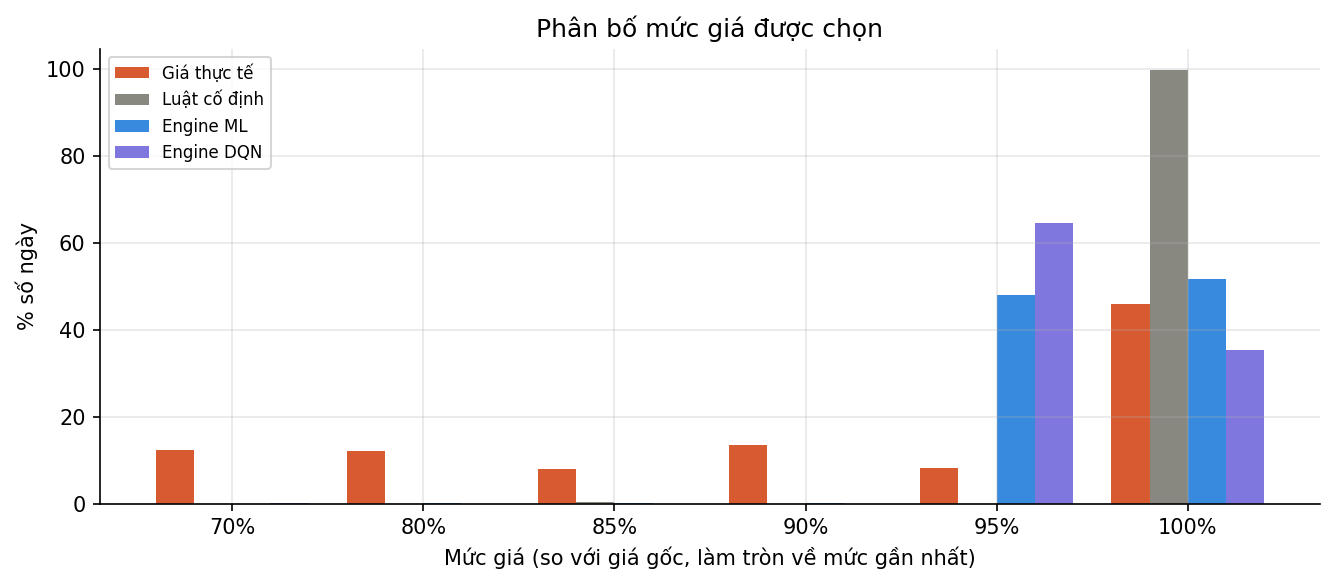 Phân bố mức giá được chọn
Giá thực tế
Luật cố định
Engine ML
Engine DQN
% số ngày
100
80
60
40
20
0
70% 80% 85% 90% 95% 100%
Mức giá (so với giá gốc, làm tròn về mức gần nhất)